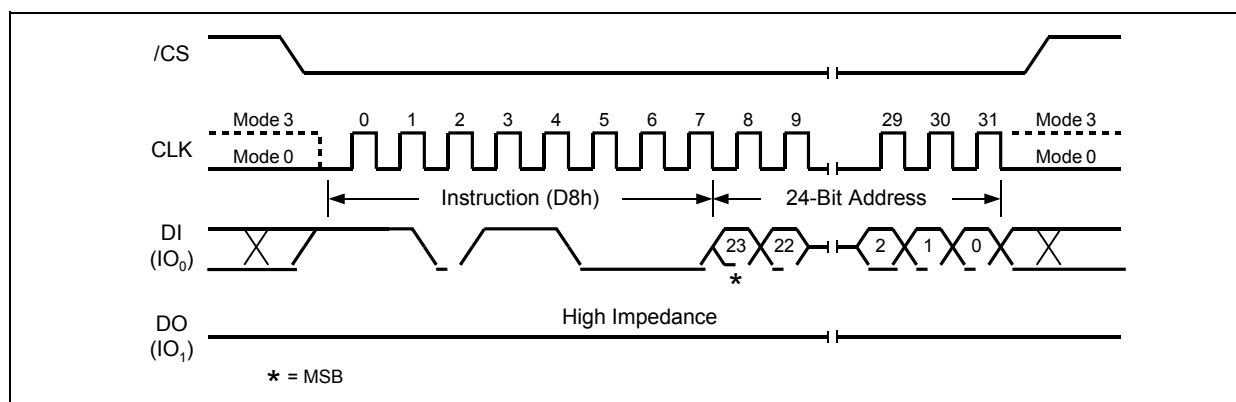 /CS
Mode 3 0 1 2 3 4 5 6 7 8 9 29 30 31 Mode 3
CLK
Mode 0 Mode 0
Instruction (D8h) 24-Bit Address
DI
(IO₀)
23 22 2 1 0
*
High Impedance
DO
(IO₁)
* = MSB